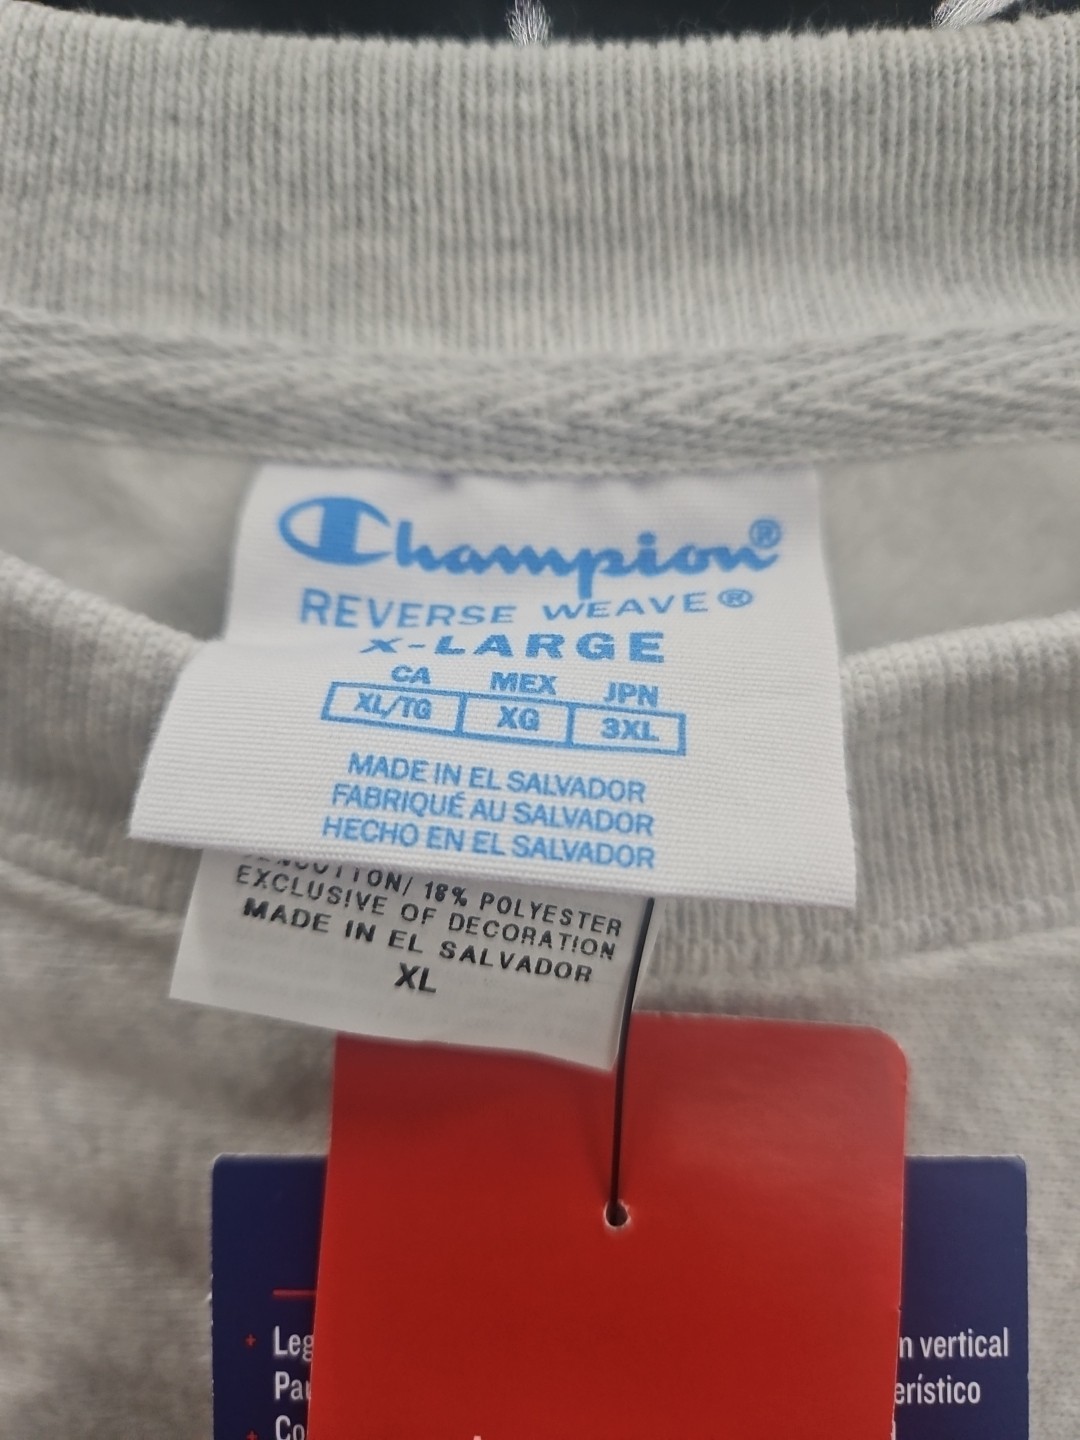 Champion®
REVERSE WEAVE®
X-LARGE
CA MEX JPN
XL/TG XG 3XL
MADE IN EL SALVADOR
FABRIQUÉ AU SALVADOR
HECHO EN EL SALVADOR
COTTON/ 18% POLYESTER
EXCLUSIVE OF DECORATION
MADE IN EL SALVADOR
XL
n vertical
erístico